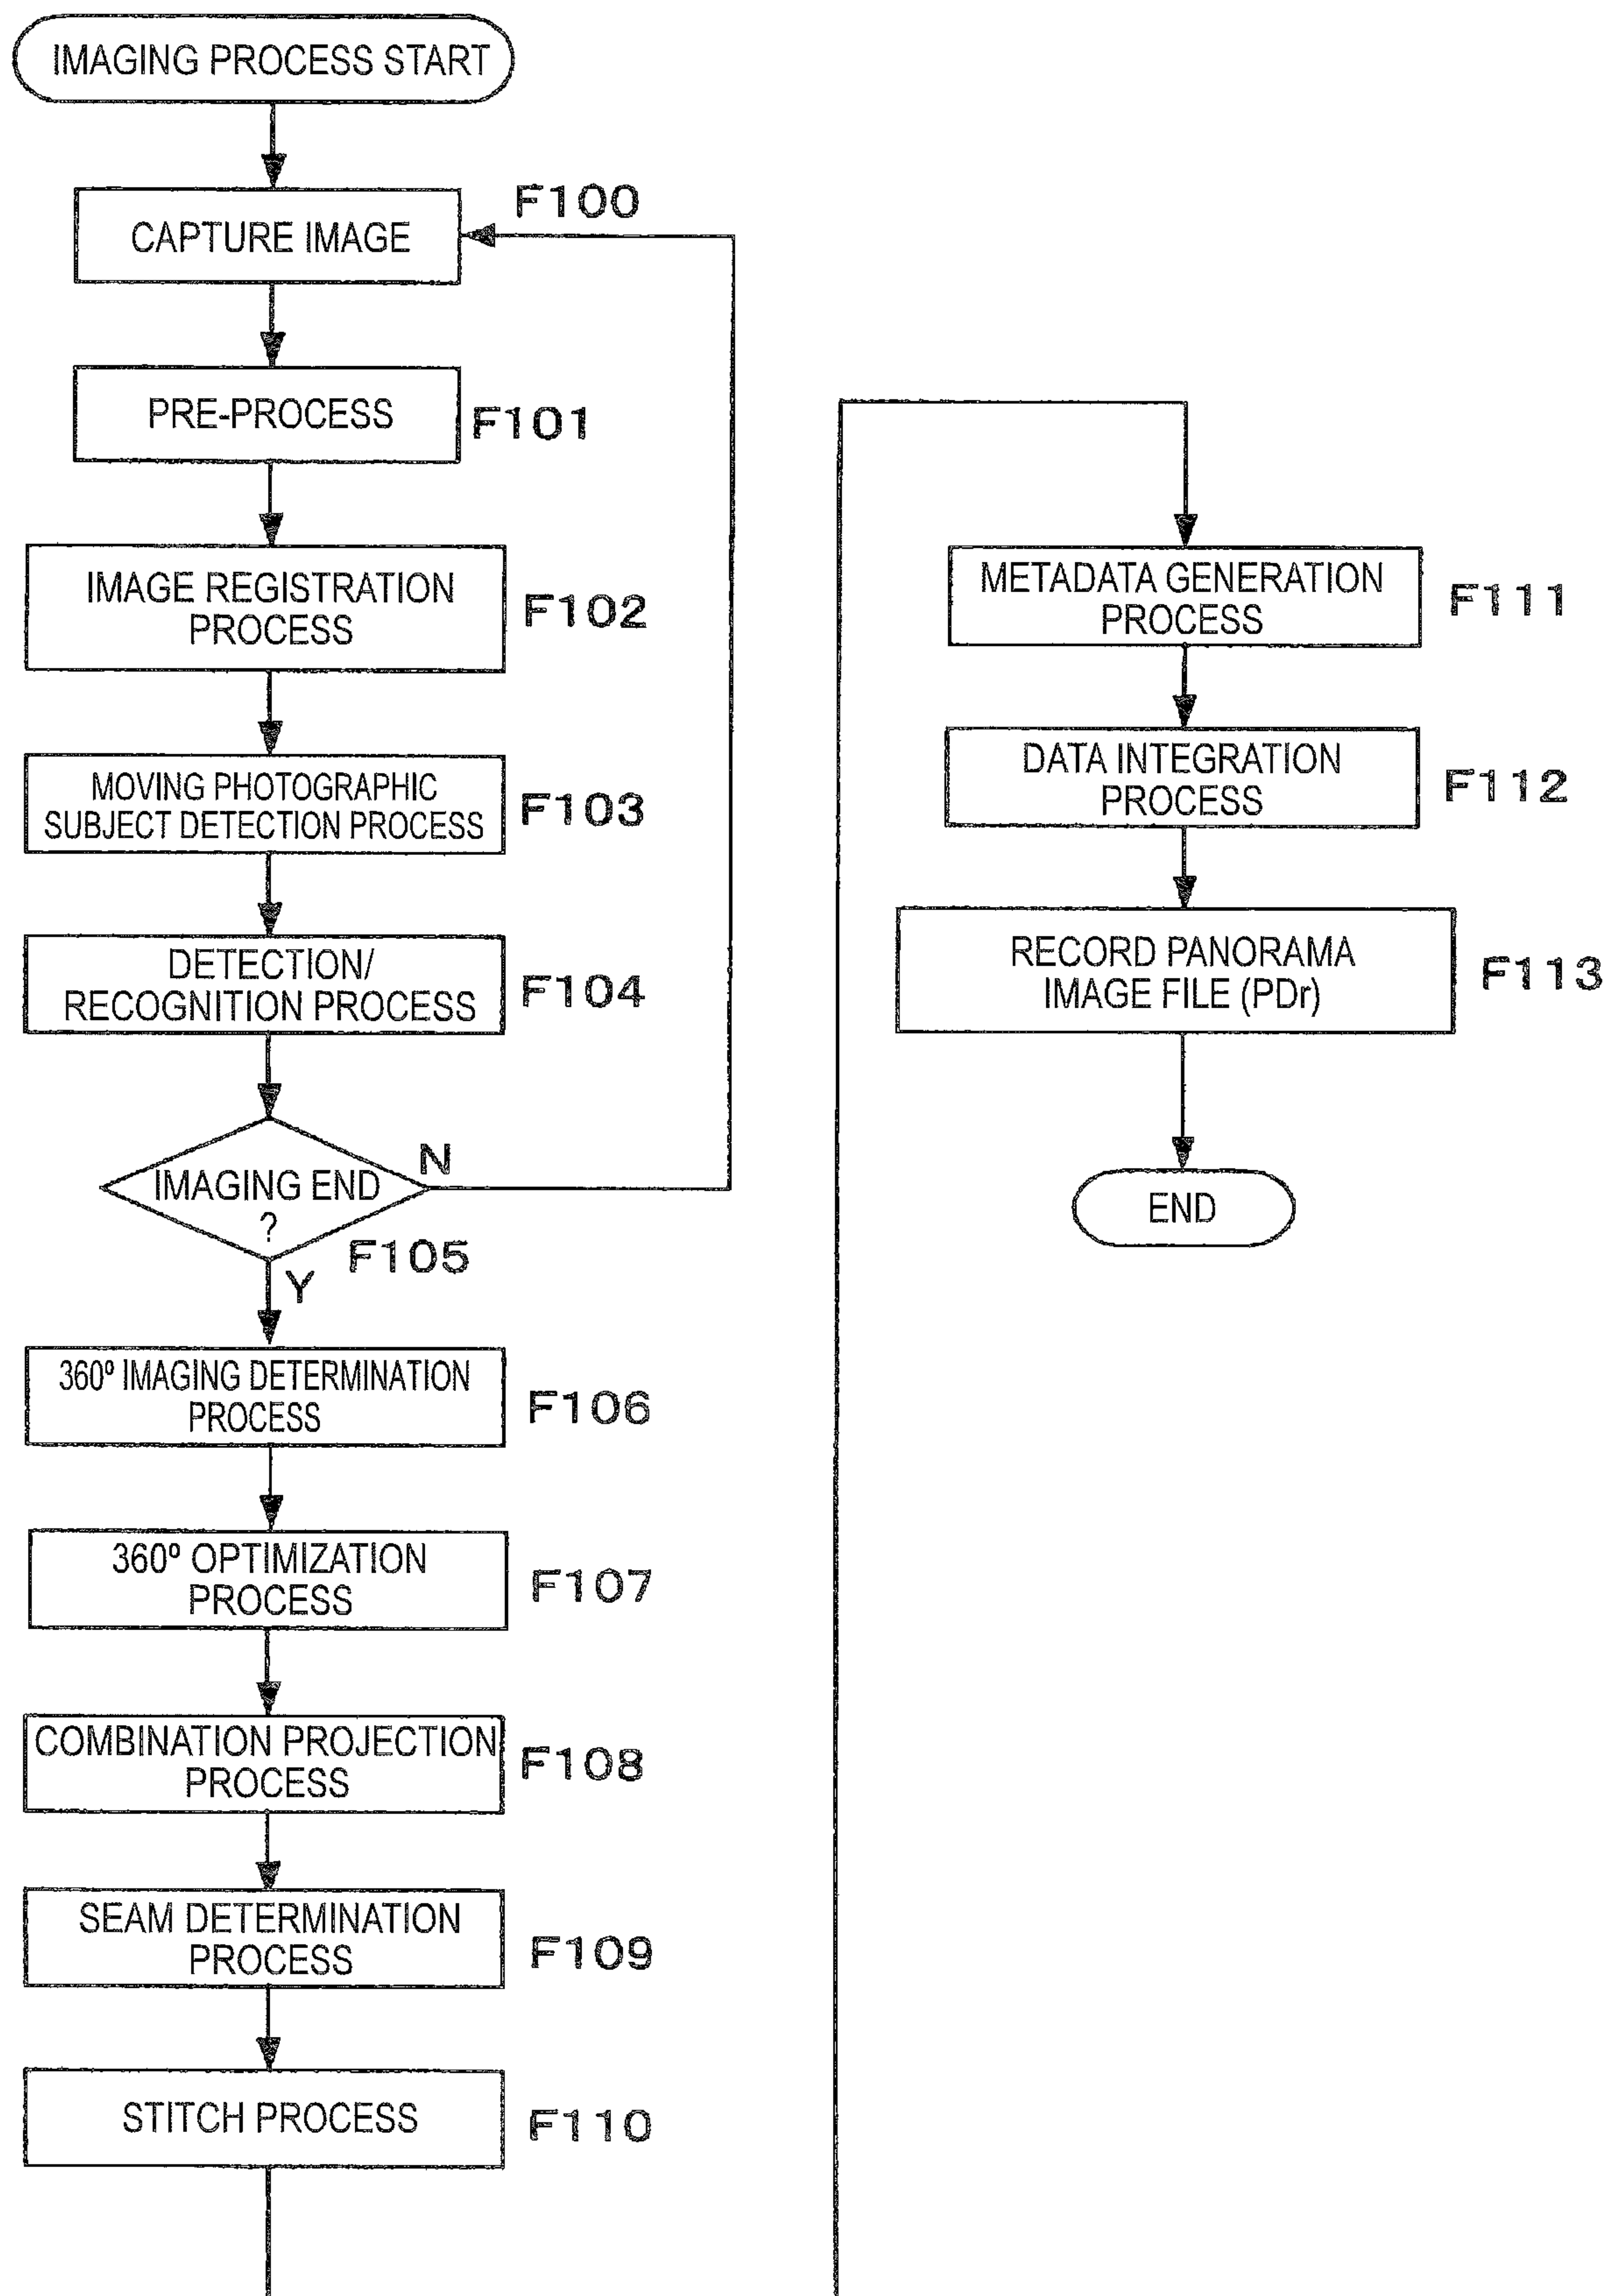 IMAGING PROCESS START
F100
CAPTURE IMAGE
PRE-PROCESS
F101
IMAGE REGISTRATION
PROCESS
F102
MOVING PHOTOGRAPHIC
SUBJECT DETECTION PROCESS
F103
DETECTION/
RECOGNITION PROCESS
F104
IMAGING END
?
N
F105
Y
360º IMAGING DETERMINATION
PROCESS
F106
360º OPTIMIZATION
PROCESS
F107
COMBINATION PROJECTION
PROCESS
F108
SEAM DETERMINATION
PROCESS
F109
STITCH PROCESS
F110
METADATA GENERATION
PROCESS
F111
DATA INTEGRATION
PROCESS
F112
RECORD PANORAMA
IMAGE FILE (PDr)
F113
END